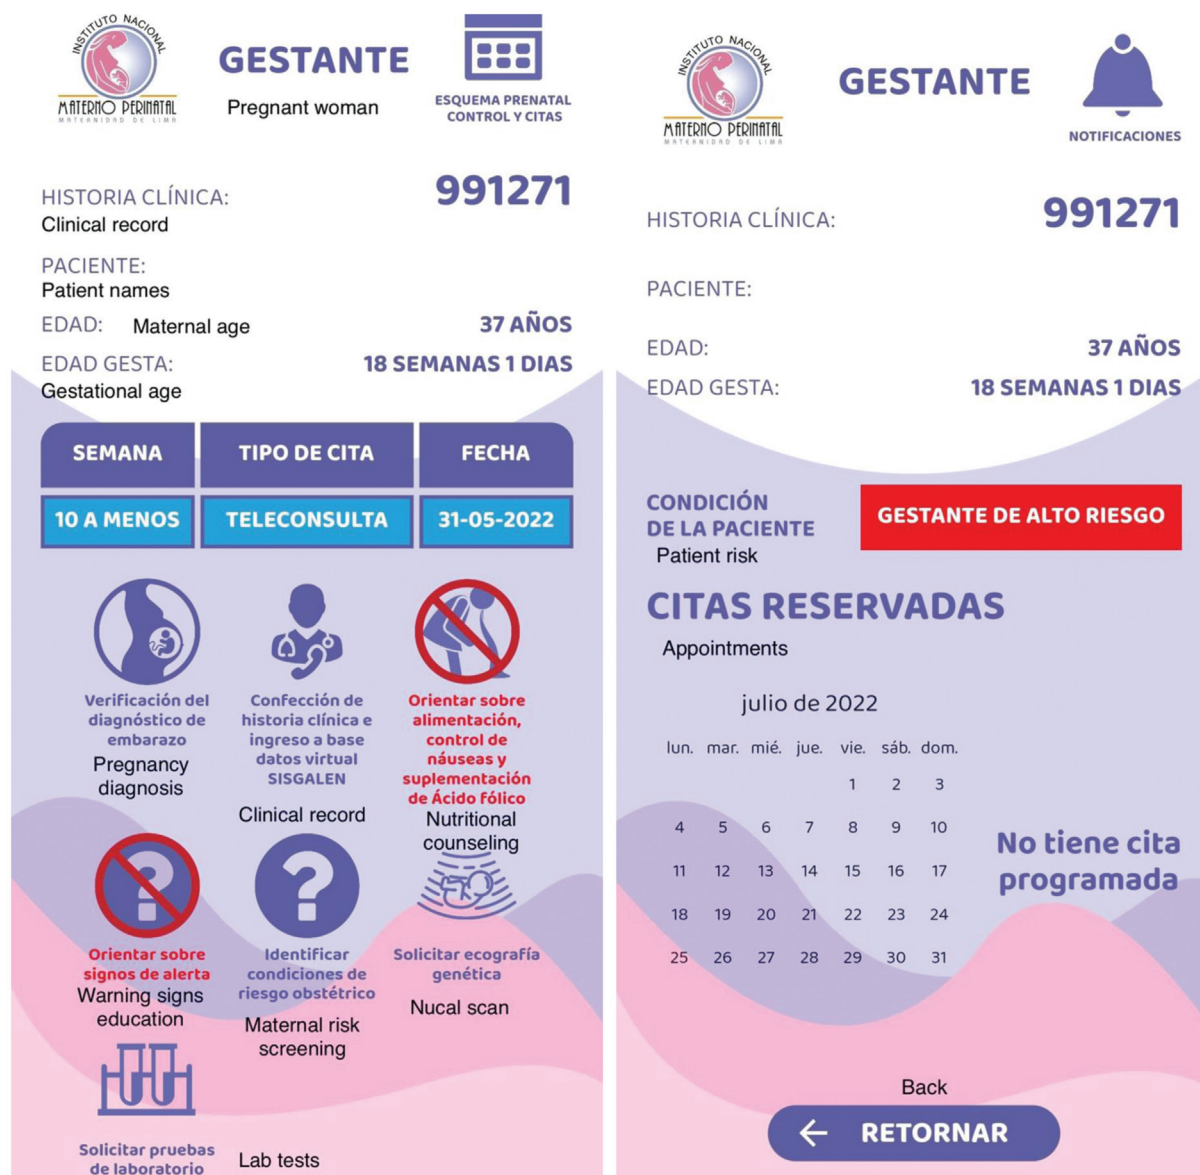 INSTITUTO NACIONAL
MATERNO PERINATAL
MATERNIDAD DE LIMA
GESTANTE
Pregnant woman
ESQUEMA PRENATAL
CONTROL Y CITAS
HISTORIA CLÍNICA:
991271
Clinical record
PACIENTE:
Patient names
EDAD:
Maternal age
37 AÑOS
EDAD GESTA:
18 SEMANAS 1 DIAS
Gestational age
SEMANA
TIPO DE CITA
FECHA
10 A MENOS
TELECONSULTA
31-05-2022
Verificación del
diagnóstico de
embarazo
Pregnancy
diagnosis
Confección de
historia clínica e
ingreso a base
datos virtual
SISGALEN
Clinical record
Orientar sobre
alimentación,
control de
náuseas y
suplementación
de Ácido fólico
Nutritional
counseling
?
Orientar sobre
signos de alerta
Warning signs
education
?
Identificar
condiciones de
riesgo obstétrico
Maternal risk
screening
Solicitar ecografía
genética
Nucal scan
Solicitar pruebas
de laboratorio
Lab tests
INSTITUTO NACIONAL
MATERNO PERINATAL
MATERNIDAD DE LIMA
GESTANTE
NOTIFICACIONES
HISTORIA CLÍNICA:
991271
PACIENTE:
EDAD:
37 AÑOS
EDAD GESTA:
18 SEMANAS 1 DIAS
CONDICIÓN
DE LA PACIENTE
Patient risk
GESTANTE DE ALTO RIESGO
CITAS RESERVADAS
Appointments
julio de 2022
lun. mar. mié. jue. vie. sáb. dom.
1 2 3
4 5 6 7 8 9 10
11 12 13 14 15 16 17
18 19 20 21 22 23 24
25 26 27 28 29 30 31
No tiene cita
programada
Back
RETORNAR